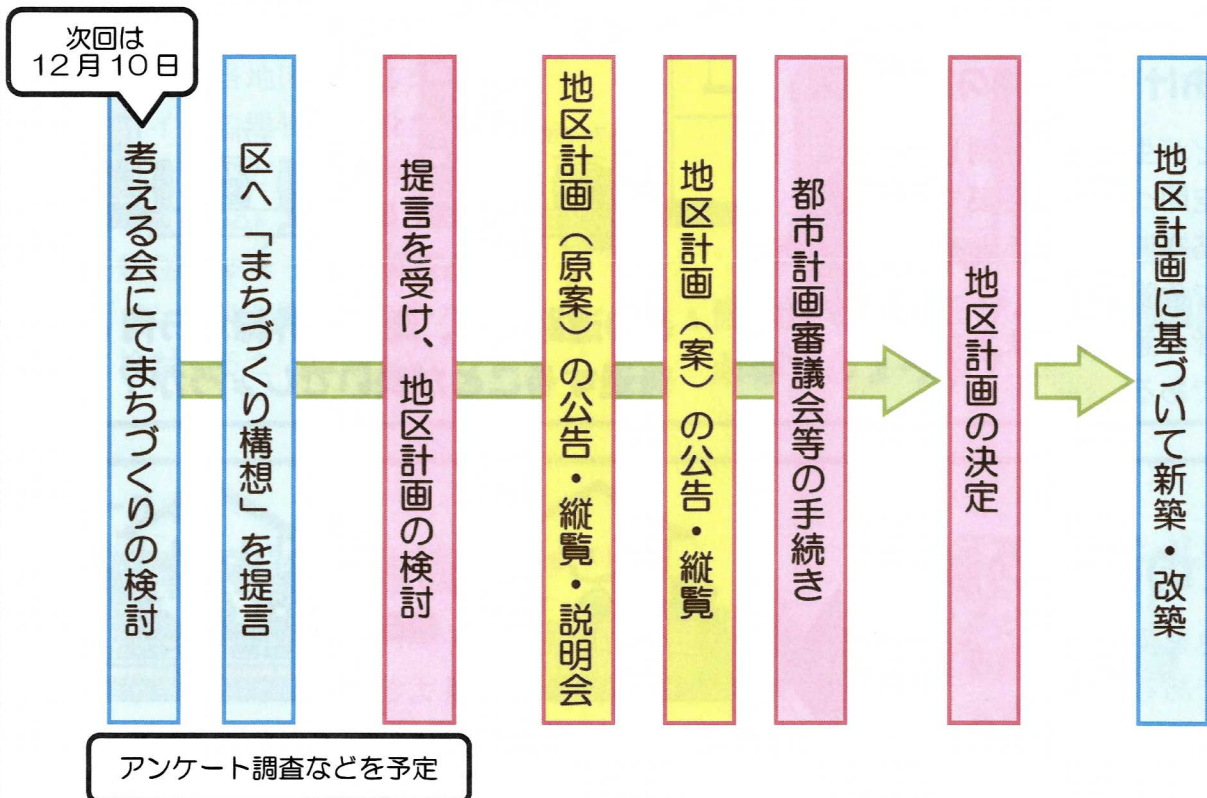 次回は
12月10日
考える会にてまちづくりの検討
区へ「まちづくり構想」を提言
提言を受け、地区計画の検討
地区計画（原案）の公告・縦覧・説明会
地区計画（案）の公告・縦覧
都市計画審議会等の手続き
地区計画の決定
地区計画に基づいて新築・改築
アンケート調査などを予定